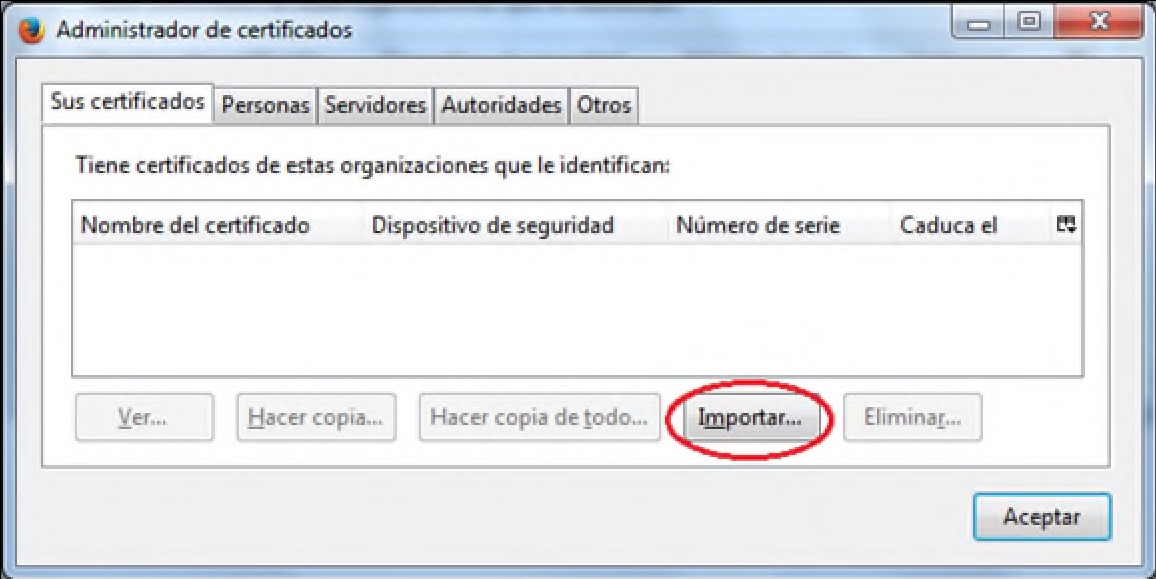 Administrador de certificados
Sus certificados Personas Servidores Autoridades Otros
Tiene certificados de estas organizaciones que le identifican:
Nombre del certificado Dispositivo de seguridad Número de serie Caduca el
Ver... Hacer copia... Hacer copia de todo... Importar... Eliminar...
Aceptar